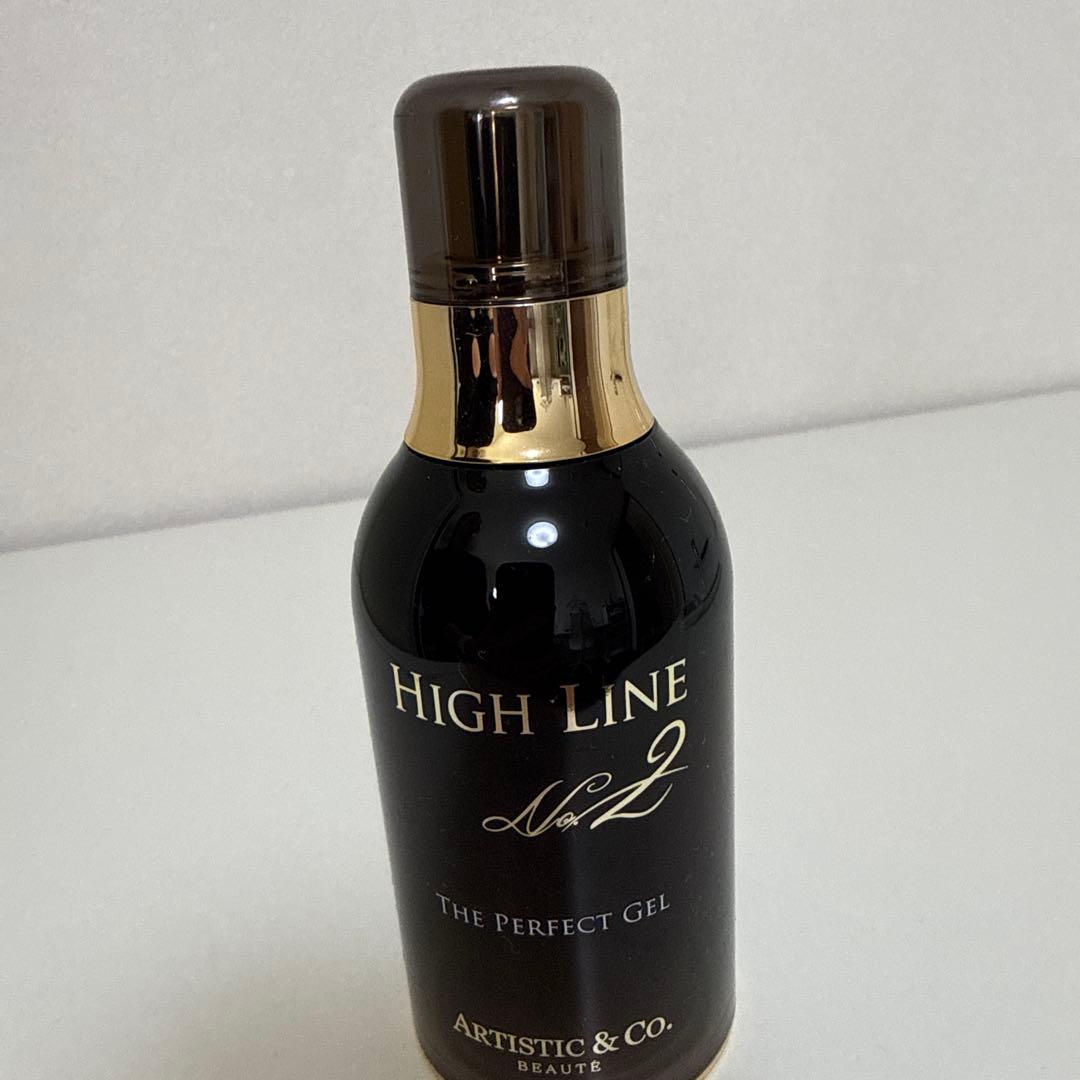 HIGH LINE
No. 2
THE PERFECT GEL
ARTISTIC & CO.
BEAUTÉ